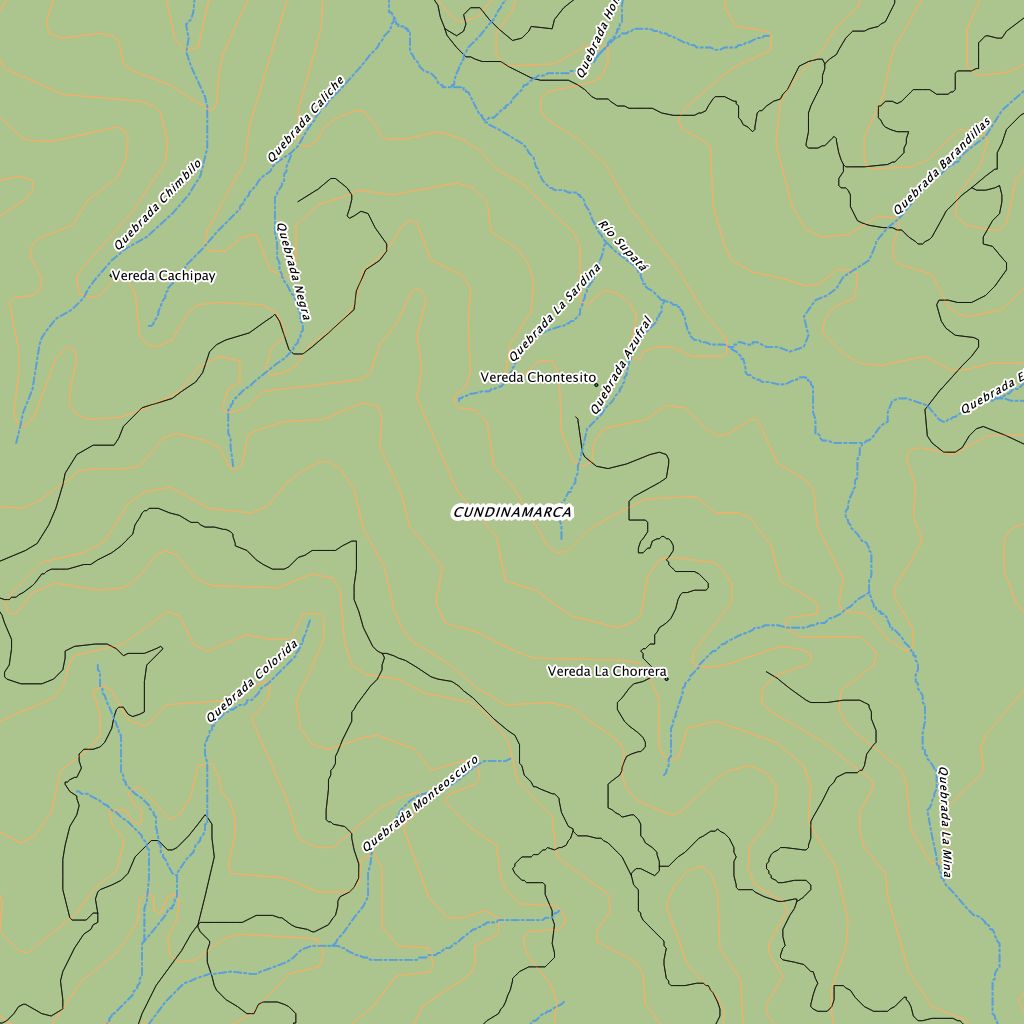 Quebrada Caliche
Quebrada Chimbilo
Quebrada Barandillas
Quebrada Negra
Río Supatá
Vereda Cachipay
Quebrada La Sardina
Quebrada Azufral
Vereda Chontesito
Quebrada
CUNDINAMARCA
Quebrada Colorida
Vereda La Chorrera
Quebrada Monteoscuro
Quebrada La Mina